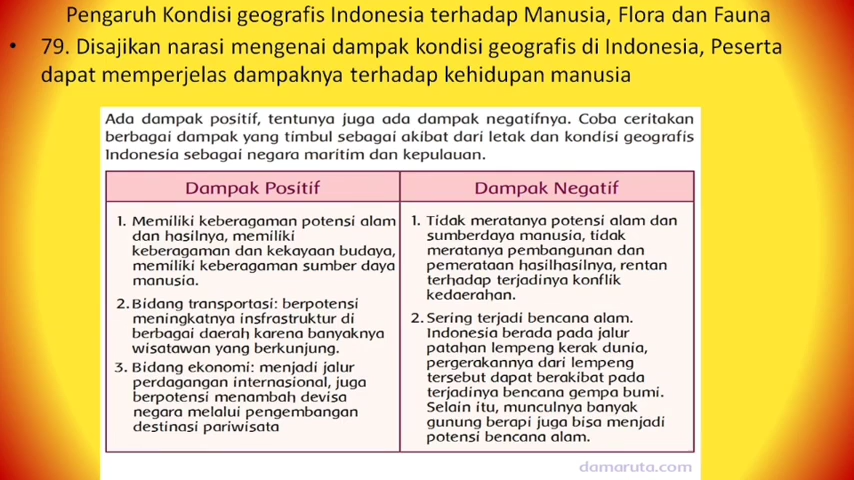 Pengaruh Kondisi geografis Indonesia terhadap Manusia, Flora dan Fauna
• 79. Disajikan narasi mengenai dampak kondisi geografis di Indonesia, Peserta
dapat memperjelas dampaknya terhadap kehidupan manusia
Ada dampak positif, tentunya juga ada dampak negatifnya. Coba ceritakan
berbagai dampak yang timbul sebagai akibat dari letak dan kondisi geografis
Indonesia sebagai negara maritim dan kepulauan.
Dampak Positif
1. Memiliki keberagaman potensi alam
dan hasilnya, memiliki
keberagaman dan kekayaan budaya,
memiliki keberagaman sumber daya
manusia.
2. Bidang transportasi: berpotensi
meningkatnya insfrastruktur di
berbagai daerah karena banyaknya
wisatawan yang berkunjung.
3. Bidang ekonomi: menjadi jalur
perdagangan internasional, juga
berpotensi menambah devisa
negara melalui pengembangan
destinasi pariwisata
Dampak Negatif
1. Tidak meratanya potensi alam dan
sumberdaya manusia, tidak
meratanya pembangunan dan
pemerataan hasilhasilnya, rentan
terhadap terjadinya konflik
kedaerahan.
2. Sering terjadi bencana alam.
Indonesia berada pada jalur
patahan lempeng kerak dunia,
pergerakannya dari lempeng
tersebut dapat berakibat pada
terjadinya bencana gempa bumi.
Selain itu, munculnya banyak
gunung berapi juga bisa menjadi
potensi bencana alam.
damaruta.com